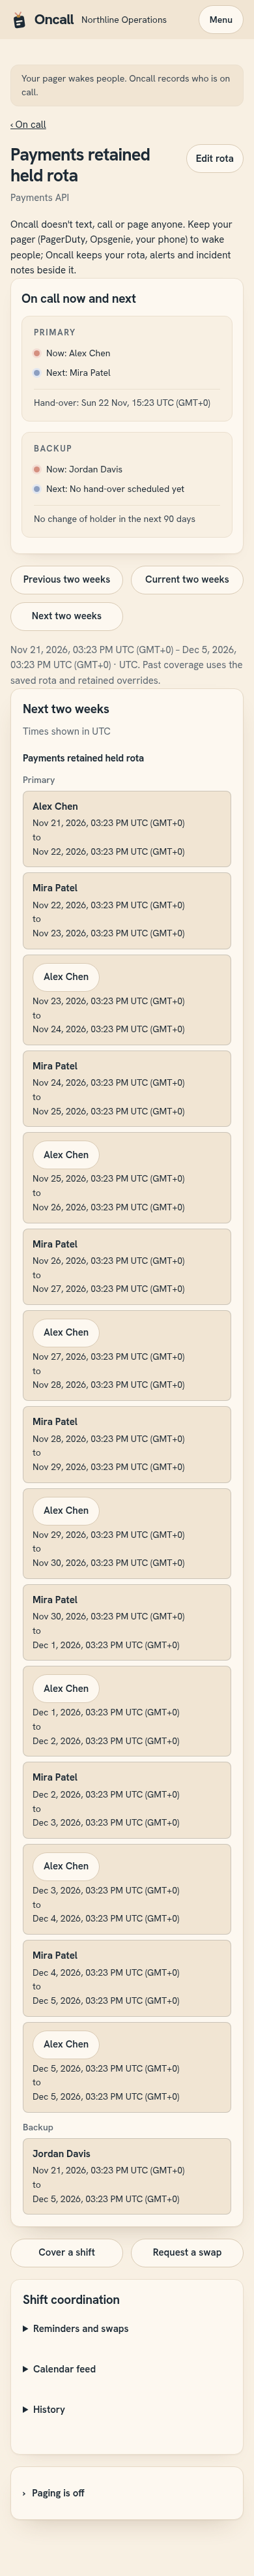 Oncall Northline Operations Menu
Your pager wakes people. Oncall records who is on
call.
‹ On call
Payments retained
held rota
Edit rota
Payments API
Oncall doesn't text, call or page anyone. Keep your
pager (PagerDuty, Opsgenie, your phone) to wake
people; Oncall keeps your rota, alerts and incident
notes beside it.
On call now and next
PRIMARY
Now: Alex Chen
Next: Mira Patel
Hand-over: Sun 22 Nov, 15:23 UTC (GMT+0)
BACKUP
Now: Jordan Davis
Next: No hand-over scheduled yet
No change of holder in the next 90 days
Previous two weeks
Current two weeks
Next two weeks
Nov 21, 2026, 03:23 PM UTC (GMT+0) – Dec 5, 2026,
03:23 PM UTC (GMT+0) · UTC. Past coverage uses the
saved rota and retained overrides.
Next two weeks
Times shown in UTC
Payments retained held rota
Primary
Alex Chen
Nov 21, 2026, 03:23 PM UTC (GMT+0)
to
Nov 22, 2026, 03:23 PM UTC (GMT+0)
Mira Patel
Nov 22, 2026, 03:23 PM UTC (GMT+0)
to
Nov 23, 2026, 03:23 PM UTC (GMT+0)
Alex Chen
Nov 23, 2026, 03:23 PM UTC (GMT+0)
to
Nov 24, 2026, 03:23 PM UTC (GMT+0)
Mira Patel
Nov 24, 2026, 03:23 PM UTC (GMT+0)
to
Nov 25, 2026, 03:23 PM UTC (GMT+0)
Alex Chen
Nov 25, 2026, 03:23 PM UTC (GMT+0)
to
Nov 26, 2026, 03:23 PM UTC (GMT+0)
Mira Patel
Nov 26, 2026, 03:23 PM UTC (GMT+0)
to
Nov 27, 2026, 03:23 PM UTC (GMT+0)
Alex Chen
Nov 27, 2026, 03:23 PM UTC (GMT+0)
to
Nov 28, 2026, 03:23 PM UTC (GMT+0)
Mira Patel
Nov 28, 2026, 03:23 PM UTC (GMT+0)
to
Nov 29, 2026, 03:23 PM UTC (GMT+0)
Alex Chen
Nov 29, 2026, 03:23 PM UTC (GMT+0)
to
Nov 30, 2026, 03:23 PM UTC (GMT+0)
Mira Patel
Nov 30, 2026, 03:23 PM UTC (GMT+0)
to
Dec 1, 2026, 03:23 PM UTC (GMT+0)
Alex Chen
Dec 1, 2026, 03:23 PM UTC (GMT+0)
to
Dec 2, 2026, 03:23 PM UTC (GMT+0)
Mira Patel
Dec 2, 2026, 03:23 PM UTC (GMT+0)
to
Dec 3, 2026, 03:23 PM UTC (GMT+0)
Alex Chen
Dec 3, 2026, 03:23 PM UTC (GMT+0)
to
Dec 4, 2026, 03:23 PM UTC (GMT+0)
Mira Patel
Dec 4, 2026, 03:23 PM UTC (GMT+0)
to
Dec 5, 2026, 03:23 PM UTC (GMT+0)
Alex Chen
Dec 5, 2026, 03:23 PM UTC (GMT+0)
to
Dec 5, 2026, 03:23 PM UTC (GMT+0)
Backup
Jordan Davis
Nov 21, 2026, 03:23 PM UTC (GMT+0)
to
Dec 5, 2026, 03:23 PM UTC (GMT+0)
Cover a shift
Request a swap
Shift coordination
Reminders and swaps
Calendar feed
History
› Paging is off